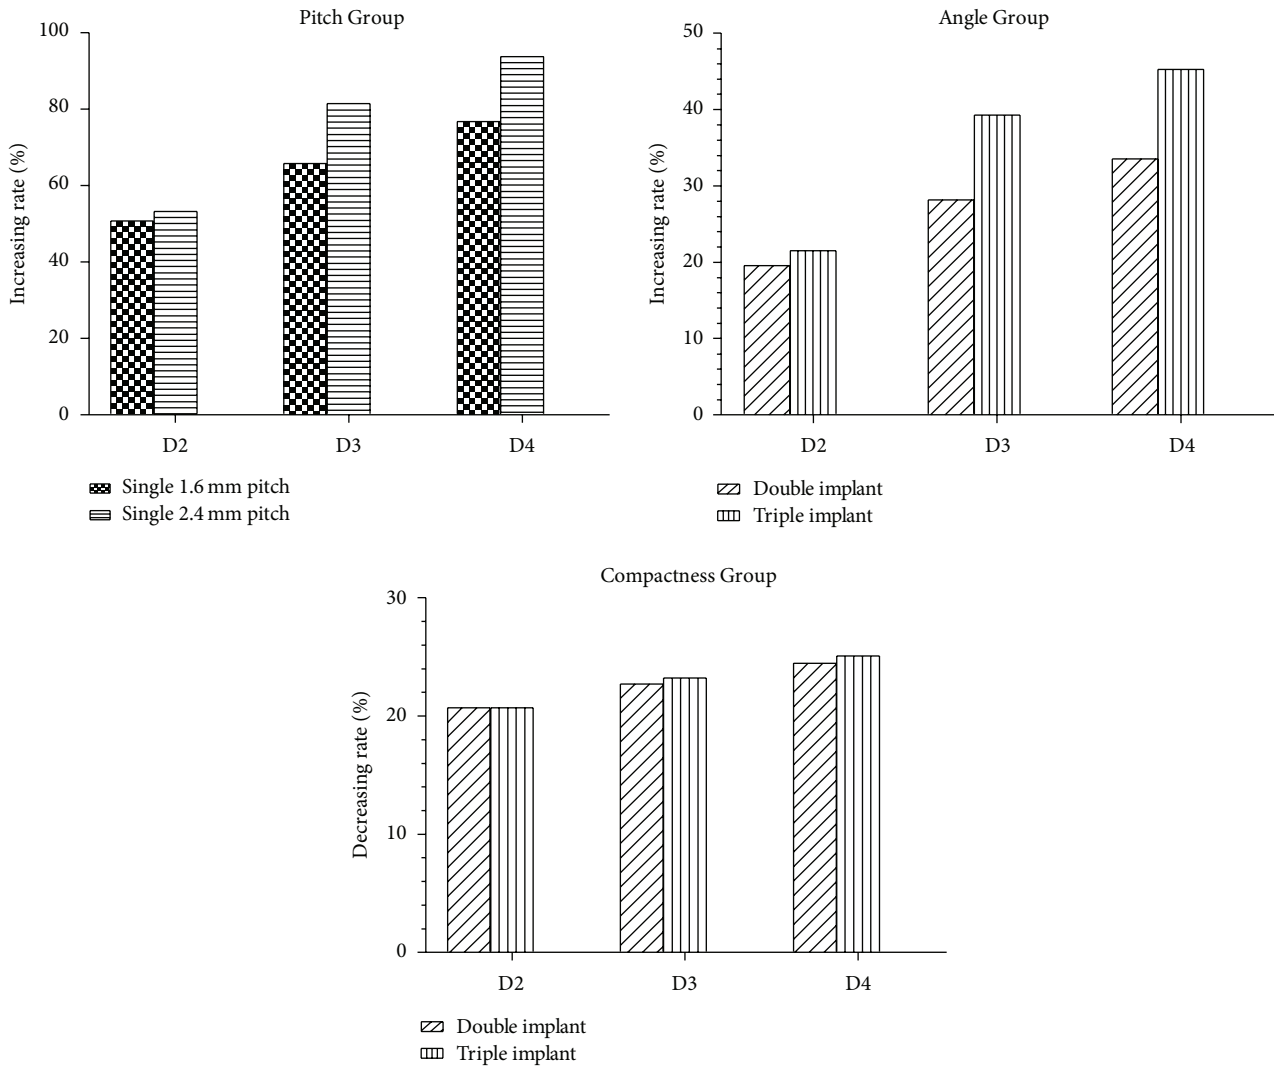 Pitch Group
100
80
60
40
20
0
Increasing rate (%)
D2 D3 D4
Single 1.6 mm pitch
Single 2.4 mm pitch
Angle Group
50
40
30
20
10
0
Increasing rate (%)
D2 D3 D4
Double implant
Triple implant
Compactness Group
30
20
10
0
Decreasing rate (%)
D2 D3 D4
Double implant
Triple implant